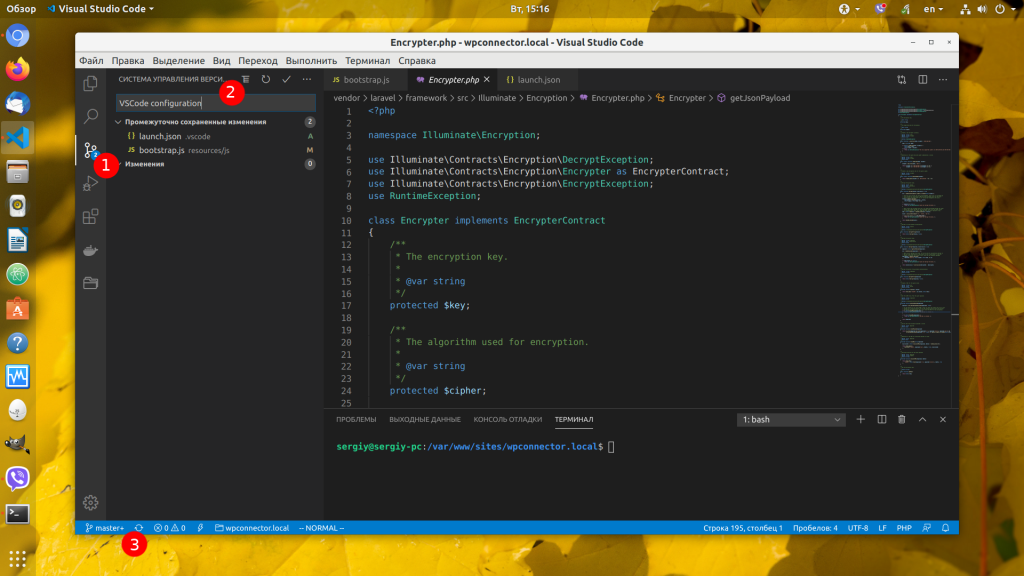 Обзор Visual Studio Code Вт, 15:16 en
Encrypter.php - wpconnector.local - Visual Studio Code
Файл Правка Выделение Вид Переход Выполнить Терминал Справка
СИСТЕМА УПРАВЛЕНИЯ ВЕРСИ...
VSCode configuration
Промежуточно сохраненные изменения 2
{} launch.json .vscode A
JS bootstrap.js resources/js M
Изменения 0
2
1
2
3
JS bootstrap.js Encrypter.php {} launch.json
vendor > laravel > framework > src > Illuminate > Encryption > Encrypter.php > Encrypter > getJsonPayload
1 <?php
2
3 namespace Illuminate\Encryption;
4
5 use Illuminate\Contracts\Encryption\DecryptException;
6 use Illuminate\Contracts\Encryption\Encrypter as EncrypterContract;
7 use Illuminate\Contracts\Encryption\EncryptException;
8 use RuntimeException;
9
10 class Encrypter implements EncrypterContract
11 {
12 /**
13 * The encryption key.
14 *
15 * @var string
16 */
17 protected $key;
18
19 /**
20 * The algorithm used for encryption.
21 *
22 * @var string
23 */
24 protected $cipher;
25
ПРОБЛЕМЫ ВЫХОДНЫЕ ДАННЫЕ КОНСОЛЬ ОТЛАДКИ ТЕРМИНАЛ 1: bash
sergiy@sergiy-pc:/var/www/sites/wpconnector.local$
master+ 0 0 wpconnector.local -- NORMAL -- Строка 195, столбец 1 Пробелов: 4 UTF-8 LF PHP